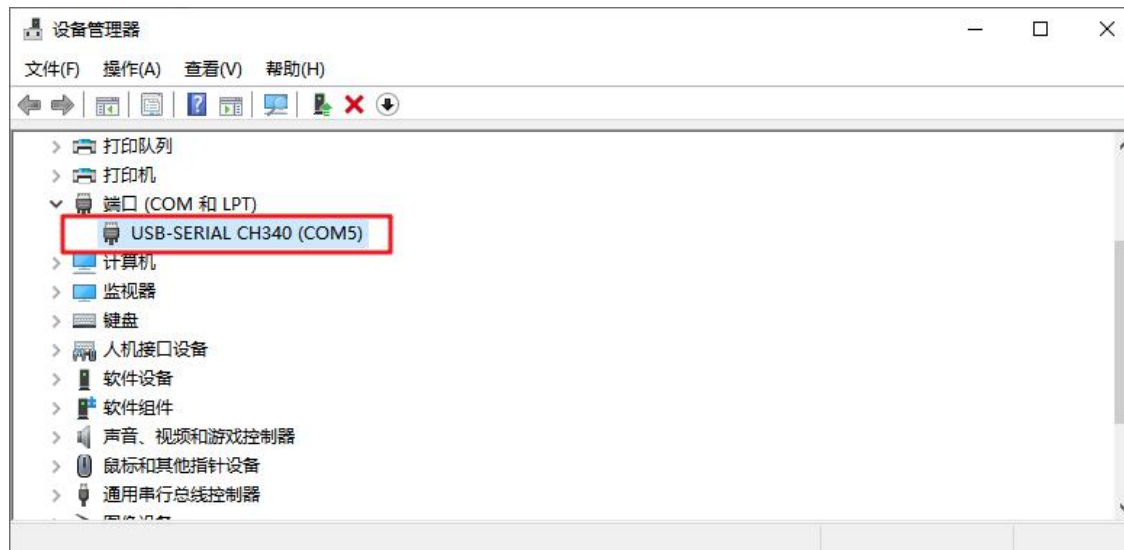 设备管理器
文件(F) 操作(A) 查看(V) 帮助(H)
打印队列
打印机
端口 (COM 和 LPT)
USB-SERIAL CH340 (COM5)
计算机
监视器
键盘
人机接口设备
软件设备
软件组件
声音、视频和游戏控制器
鼠标和其他指针设备
通用串行总线控制器